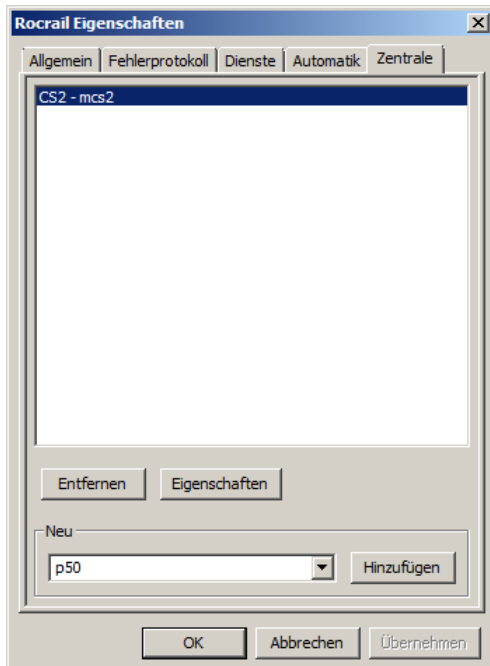 Rocrail Eigenschaften
Allgemein Fehlerprotokoll Dienste Automatik Zentrale
CS2 - mcs2
Entfernen Eigenschaften
Neu
p50 Hinzufügen
OK Abbrechen Übernehmen